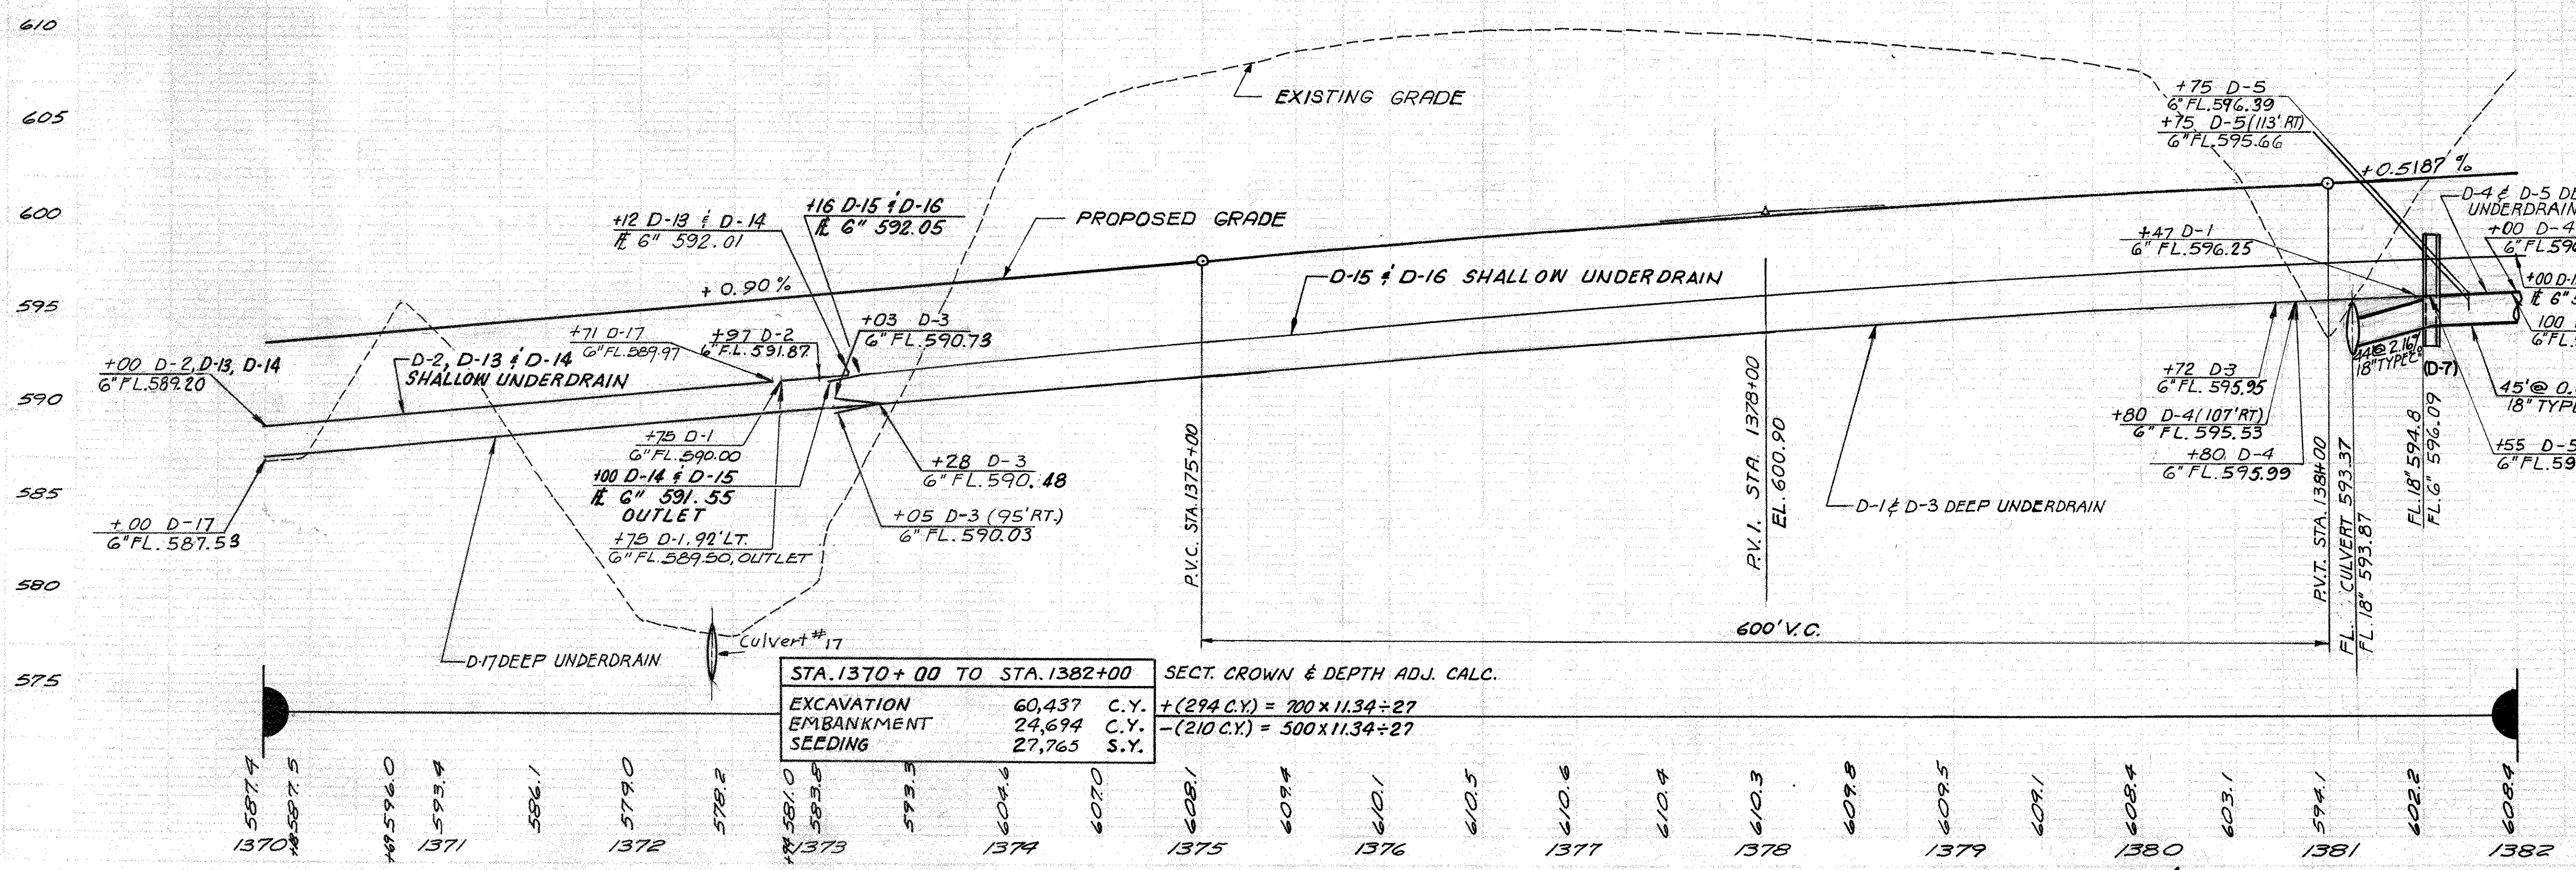 610
605
600
595
590
585
580
575
EXISTING GRADE
PROPOSED GRADE
+ 0.90%
+0.5187 %
+12 D-13 & D-14
℄ 6" 592.01
+16 D-15 & D-16
℄ 6" 592.05
+75 D-5
6" FL. 596.39
+75 D-5 (113' RT)
6" FL. 595.66
D-15 & D-16 SHALLOW UNDERDRAIN
+47 D-1
6" FL. 596.25
D-4 & D-5
UNDERDRAIN
+00 D-4
℄ 6"
+00 D-2, D-13, D-14
6" FL. 589.20
D-2, D-13 & D-14
SHALLOW UNDERDRAIN
+71 D-17
6" FL. 589.97
+97 D-2
6" F.L. 591.87
+03 D-3
6" FL. 590.73
+75 D-1
6" FL. 590.00
+00 D-14 & D-15
℄ 6" 591.55
OUTLET
+75 D-1, 92' LT.
6" FL. 589.50, OUTLET
+28 D-3
6" FL. 590.48
+05 D-3 (95' RT.)
6" FL. 590.03
+00 D-17
6" FL. 587.53
D-17 DEEP UNDERDRAIN
Culvert #17
P.V.C. STA. 1375+00
P.V.I. STA. 1378+00
EL. 600.90
600' V.C.
D-1 & D-3 DEEP UNDERDRAIN
+72 D-3
6" FL. 595.95
+80 D-4 (107' RT)
6" FL. 595.53
+80 D-4
6" FL. 595.99
P.V.T. STA. 1381+00
FL. CULVERT 593.37
FL. 18" 593.87
44' @ 2.167
18" TYPE C
(D-7)
FL. 18" 594.8
FL. 6" 596.09
45' @ 0.
18" TYPE
+55 D-5
STA. 1370+00 TO STA. 1382+00
EXCAVATION 60,437 C.Y.
EMBANKMENT 24,694 C.Y.
SEEDING 27,765 S.Y.
SECT. CROWN & DEPTH ADJ. CALC.
+(294 C.Y.) = 700 x 11.34 ÷ 27
-(210 C.Y.) = 500 x 11.34 ÷ 27
587.4
+18 587.5
+69 596.0
593.4
586.1
579.0
578.2
+94 581.0
583.8
593.3
604.6
607.0
608.1
609.4
610.1
610.5
610.6
610.4
610.3
609.8
609.5
609.1
608.4
603.1
594.1
602.2
608.4
1370
1371
1372
1373
1374
1375
1376
1377
1378
1379
1380
1381
1382